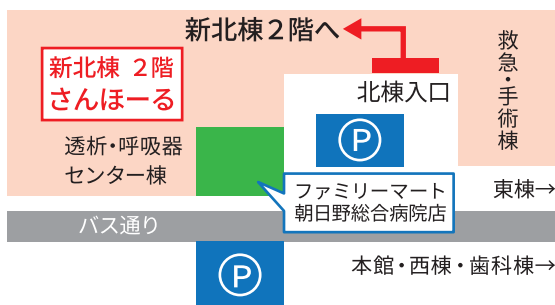 新北棟２階へ
新北棟 ２階
さんほーる
救急・手術棟
北棟入口
P
透析・呼吸器
センター棟
ファミリーマート
朝日野総合病院店
東棟→
バス通り
P
本館・西棟・歯科棟→